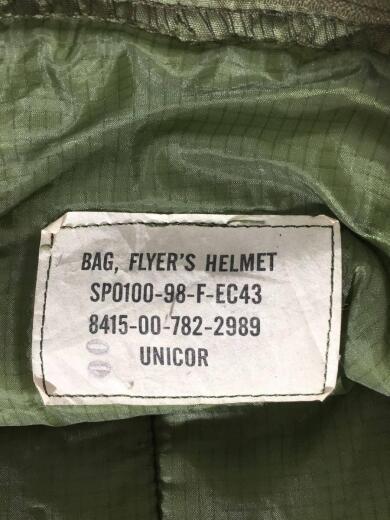 BAG, FLYER'S HELMET
SP0100-98-F-EC43
8415-00-782-2989
UNICOR